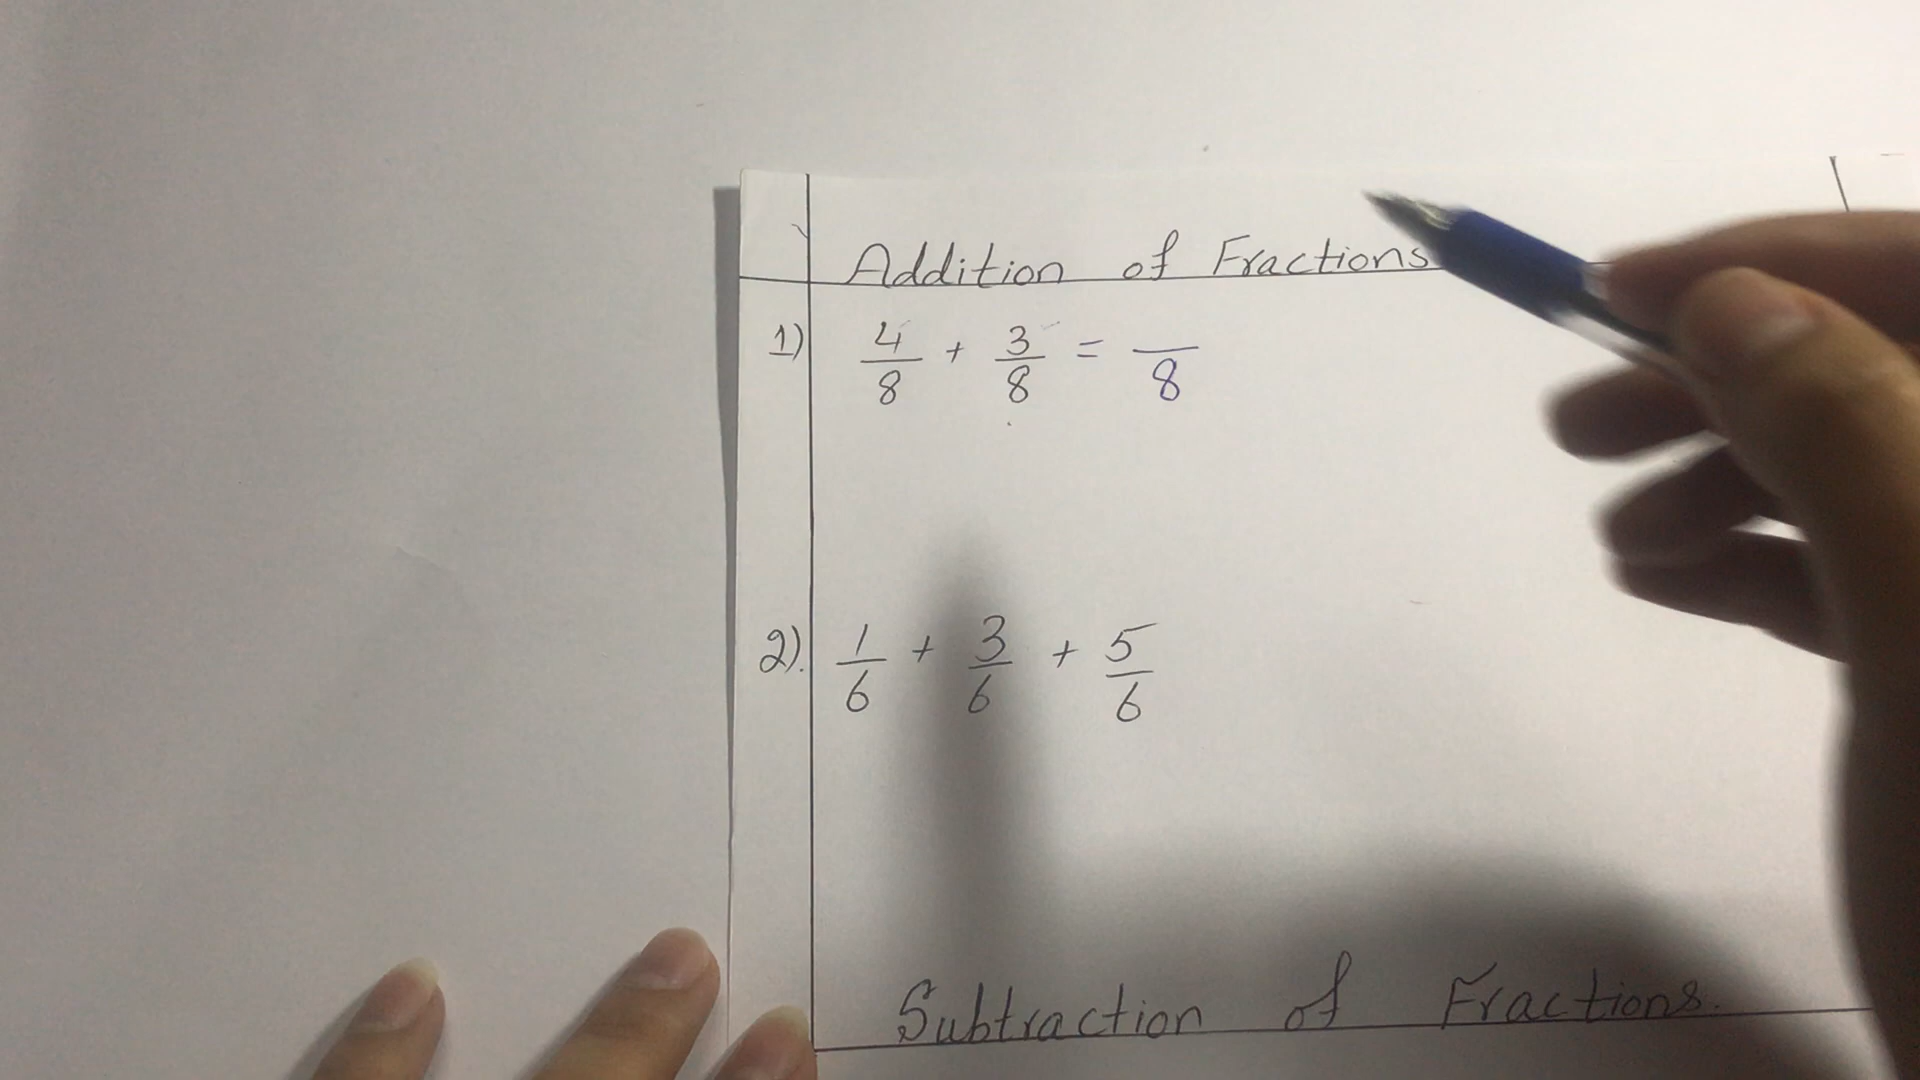 Addition of Fractions
1) 4/8 + 3/8 = /8
2). 1/6 + 3/6 + 5/6
Subtraction of Fractions.